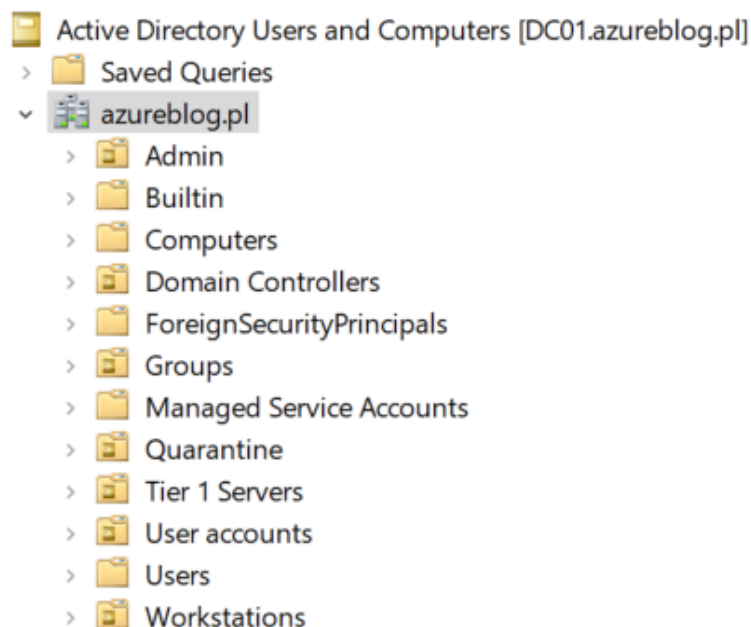 Active Directory Users and Computers [DC01.azureblog.pl]
Saved Queries
azureblog.pl
Admin
Builtin
Computers
Domain Controllers
ForeignSecurityPrincipals
Groups
Managed Service Accounts
Quarantine
Tier 1 Servers
User accounts
Users
Workstations